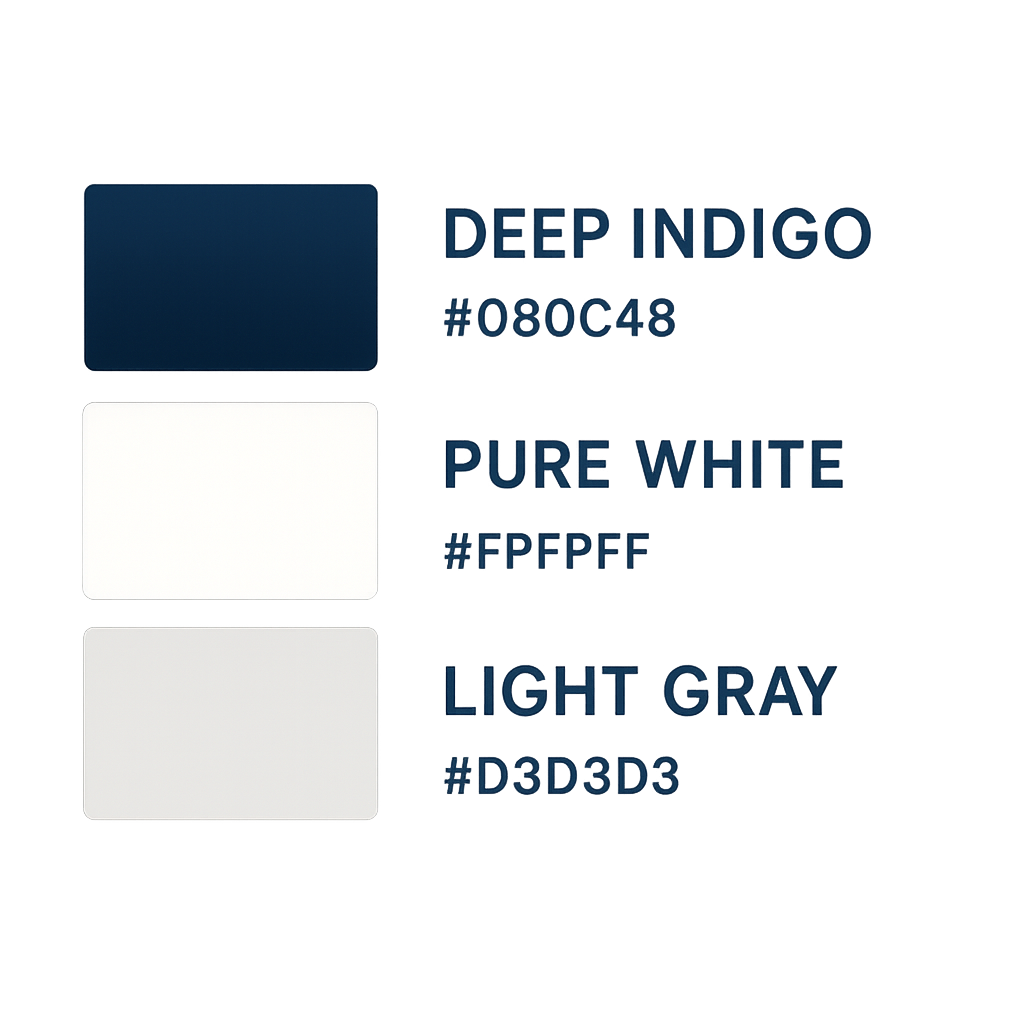 DEEP INDIGO
#080C48
PURE WHITE
#FPFPFF
LIGHT GRAY
#D3D3D3